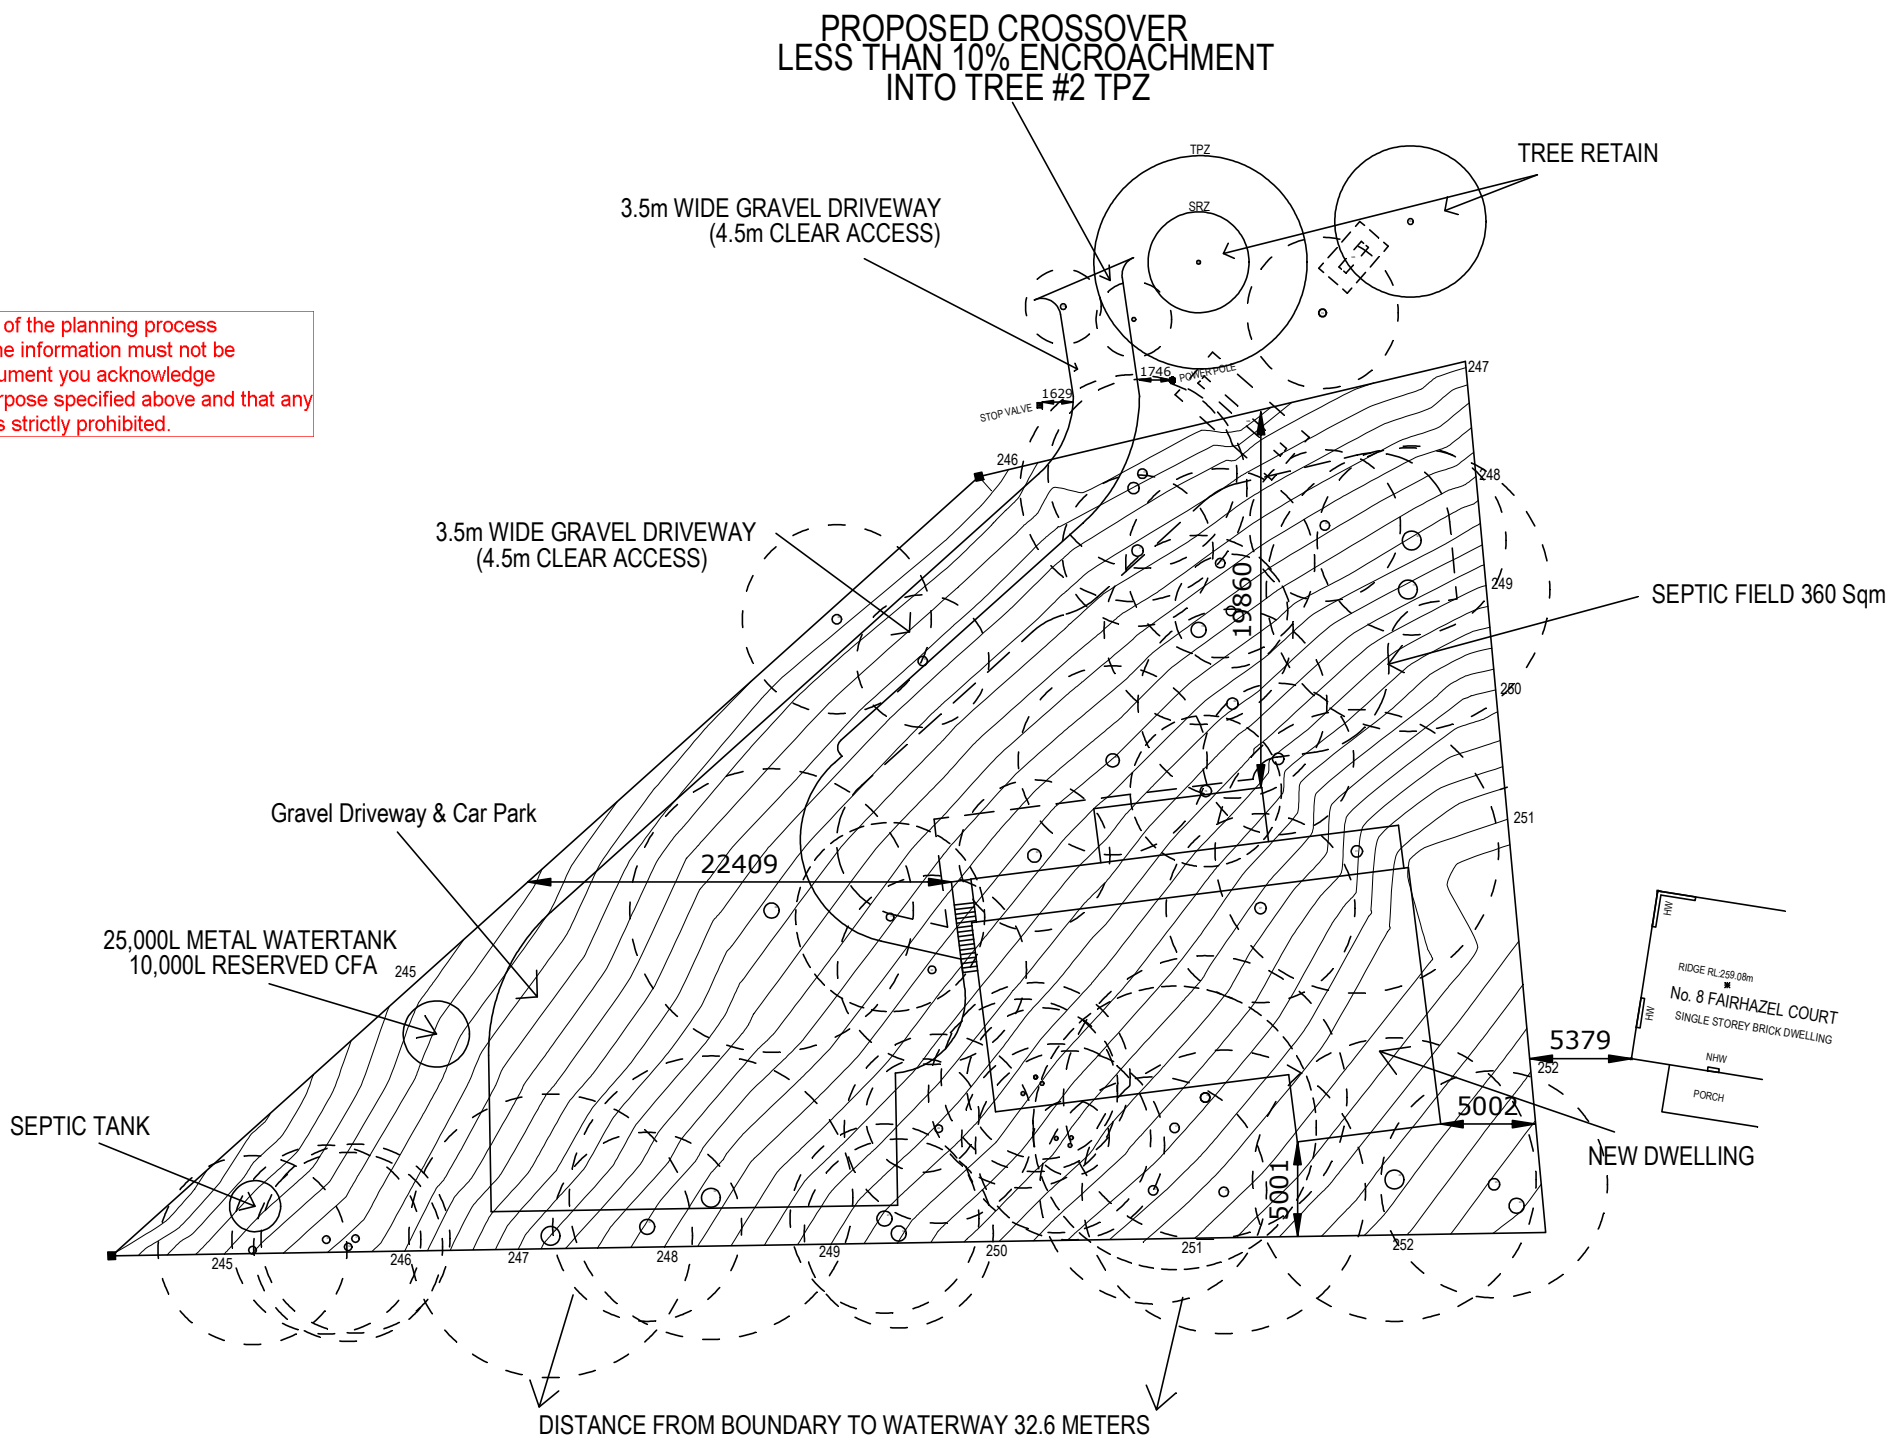 PROPOSED CROSSOVER
LESS THAN 10% ENCROACHMENT
INTO TREE #2 TPZ
TREE RETAIN
TPZ
SRZ
3.5m WIDE GRAVEL DRIVEWAY
(4.5m CLEAR ACCESS)
of the planning process
ne information must not be
ument you acknowledge
rpose specified above and that any
s strictly prohibited.
1746
POWER POLE
1629
STOP VALVE
247
246
248
3.5m WIDE GRAVEL DRIVEWAY
(4.5m CLEAR ACCESS)
19860
249
SEPTIC FIELD 360 Sqm
250
Gravel Driveway & Car Park
251
22409
25,000L METAL WATERTANK
10,000L RESERVED CFA
245
HW
RIDGE RL:259.08m
No. 8 FAIRHAZEL COURT
SINGLE STOREY BRICK DWELLING
HW
NHW
PORCH
5379
252
5002
SEPTIC TANK
NEW DWELLING
5001
245
246
247
248
249
250
251
252
DISTANCE FROM BOUNDARY TO WATERWAY 32.6 METERS